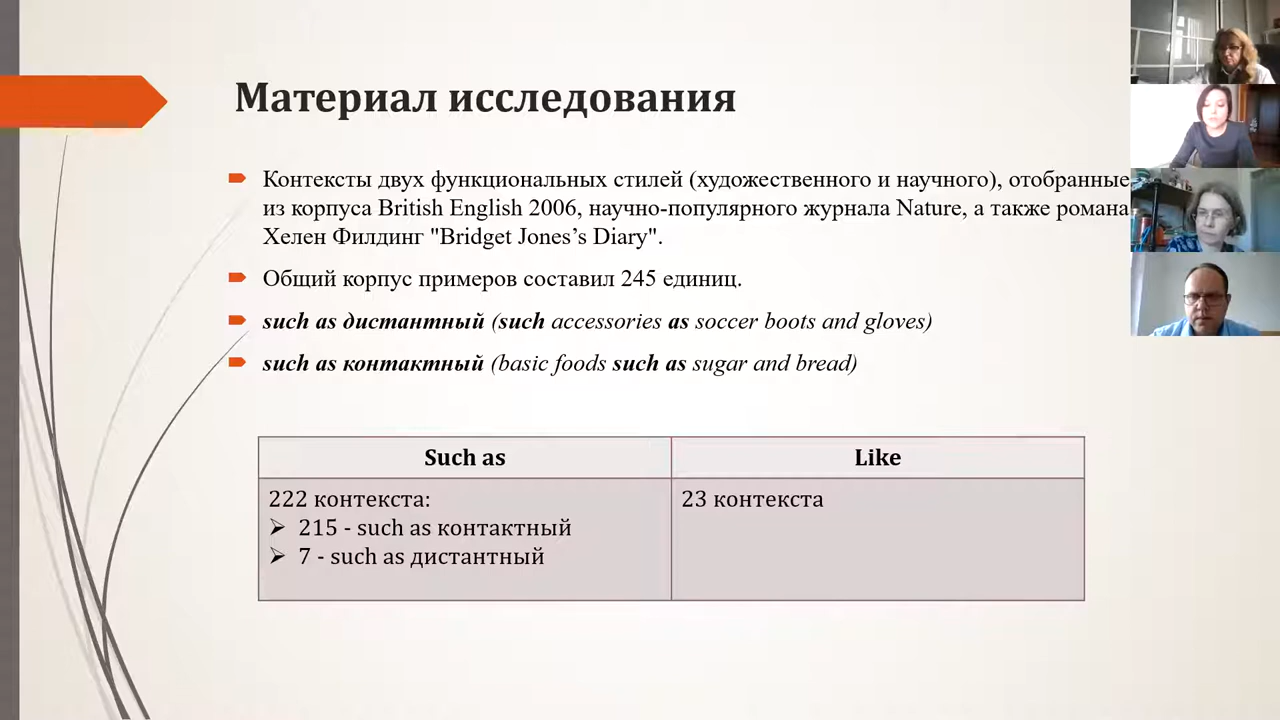 Материал исследования
Контексты двух функциональных стилей (художественного и научного), отобранные
из корпуса British English 2006, научно-популярного журнала Nature, а также романа
Хелен Филдинг "Bridget Jones’s Diary".
Общий корпус примеров составил 245 единиц.
such as дистантный (such accessories as soccer boots and gloves)
such as контактный (basic foods such as sugar and bread)
Such as
Like
222 контекста:
215 - such as контактный
7 - such as дистантный
23 контекста